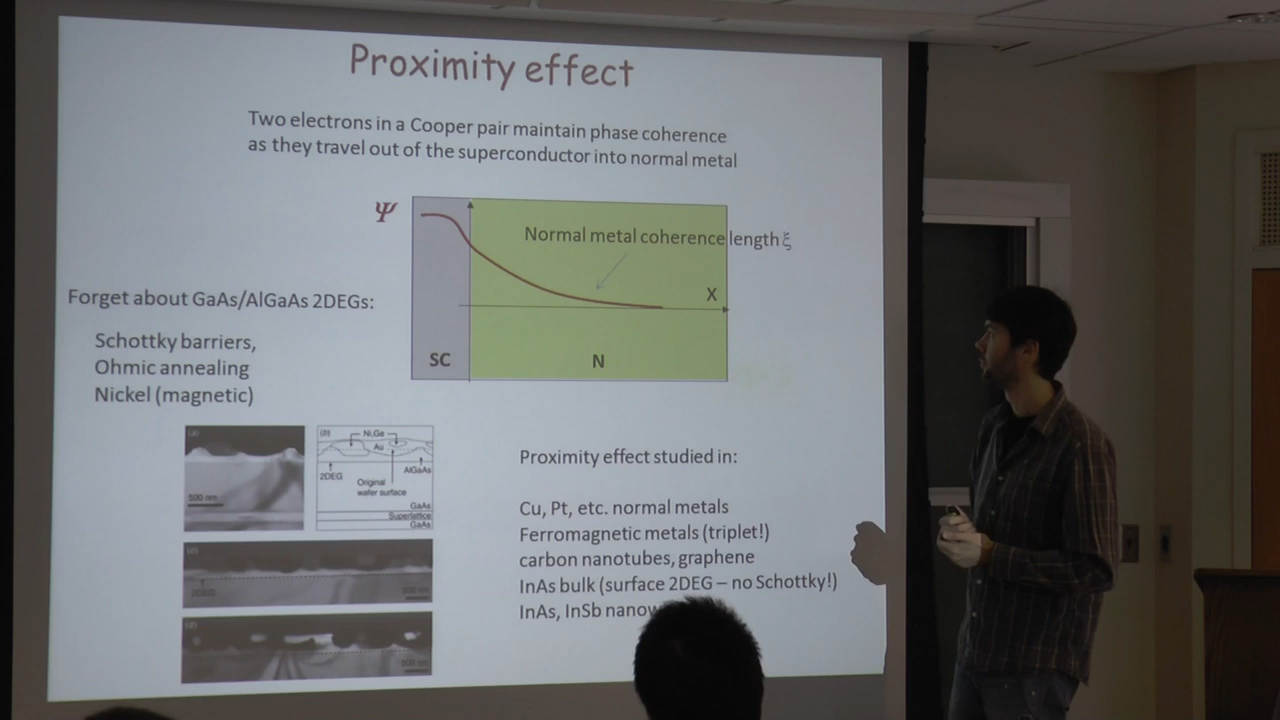 Proximity effect
Two electrons in a Cooper pair maintain phase coherence
as they travel out of the superconductor into normal metal
Ψ
Normal metal coherence length ξ
X
SC
N
Forget about GaAs/AlGaAs 2DEGs:
Schottky barriers,
Ohmic annealing
Nickel (magnetic)
500 nm
(b)
Ni,Ge
Au
2DEG
AlGaAs
Original
wafer surface
GaAs
Superlattice
GaAs
2DEG
500 nm
Proximity effect studied in:
Cu, Pt, etc. normal metals
Ferromagnetic metals (triplet!)
carbon nanotubes, graphene
InAs bulk (surface 2DEG – no Schottky!)
InAs, InSb